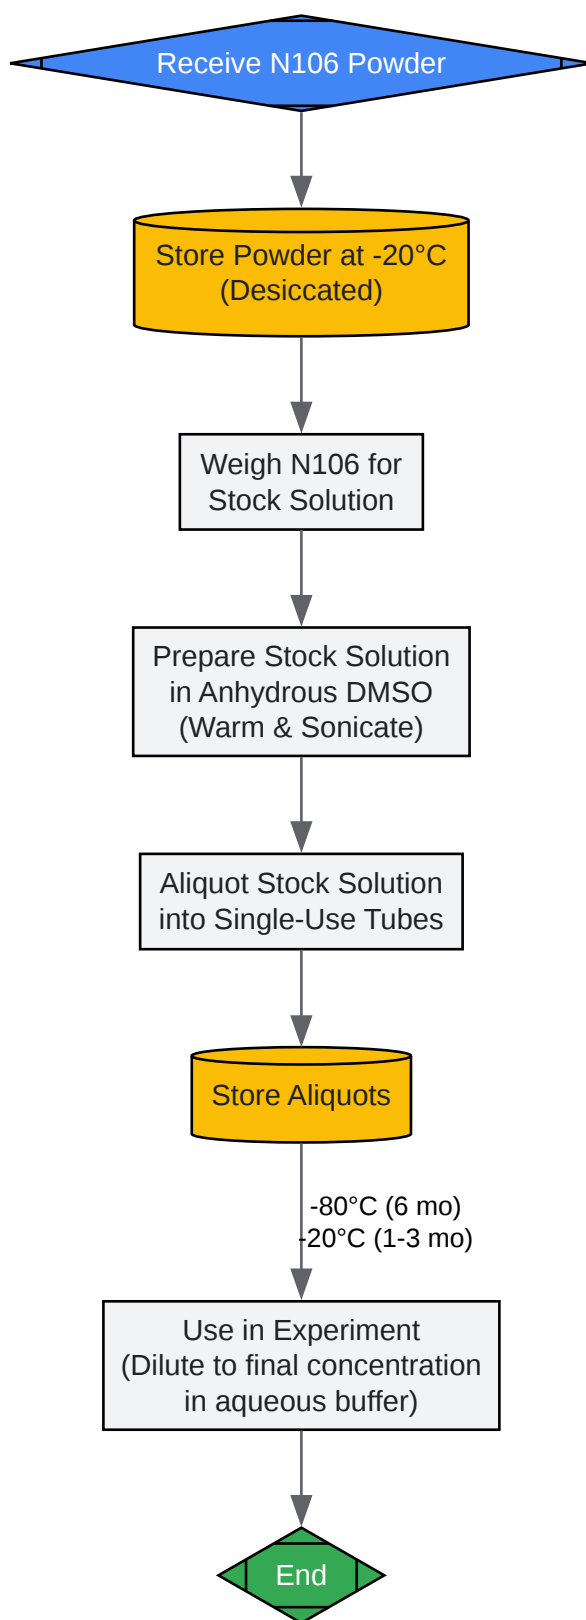 Receive N106 Powder
Store Powder at -20°C
(Desiccated)
Weigh N106 for
Stock Solution
Prepare Stock Solution
in Anhydrous DMSO
(Warm & Sonicate)
Aliquot Stock Solution
into Single-Use Tubes
Store Aliquots
-80°C (6 mo)
-20°C (1-3 mo)
Use in Experiment
(Dilute to final concentration
in aqueous buffer)
End